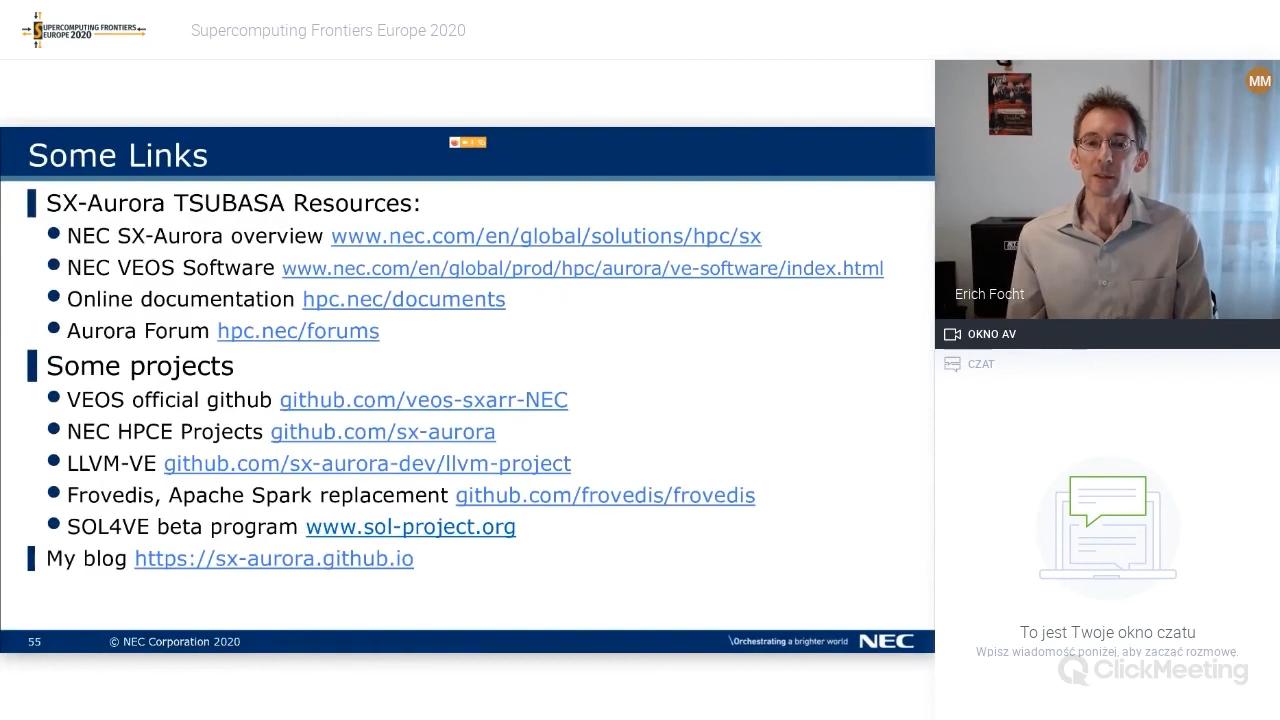 SUPERCOMPUTING FRONTIERS
EUROPE 2020
Supercomputing Frontiers Europe 2020
MM
Some Links
SX-Aurora TSUBASA Resources:
NEC SX-Aurora overview www.nec.com/en/global/solutions/hpc/sx
NEC VEOS Software www.nec.com/en/global/prod/hpc/aurora/ve-software/index.html
Online documentation hpc.nec/documents
Aurora Forum hpc.nec/forums
Some projects
VEOS official github github.com/veos-sxarr-NEC
NEC HPCE Projects github.com/sx-aurora
LLVM-VE github.com/sx-aurora-dev/llvm-project
Frovedis, Apache Spark replacement github.com/frovedis/frovedis
SOL4VE beta program www.sol-project.org
My blog https://sx-aurora.github.io
55 © NEC Corporation 2020 \Orchestrating a brighter world NEC
Erich Focht
OKNO AV
CZAT
To jest Twoje okno czatu
Wpisz wiadomość poniżej, aby zacząć rozmowę.
ClickMeeting